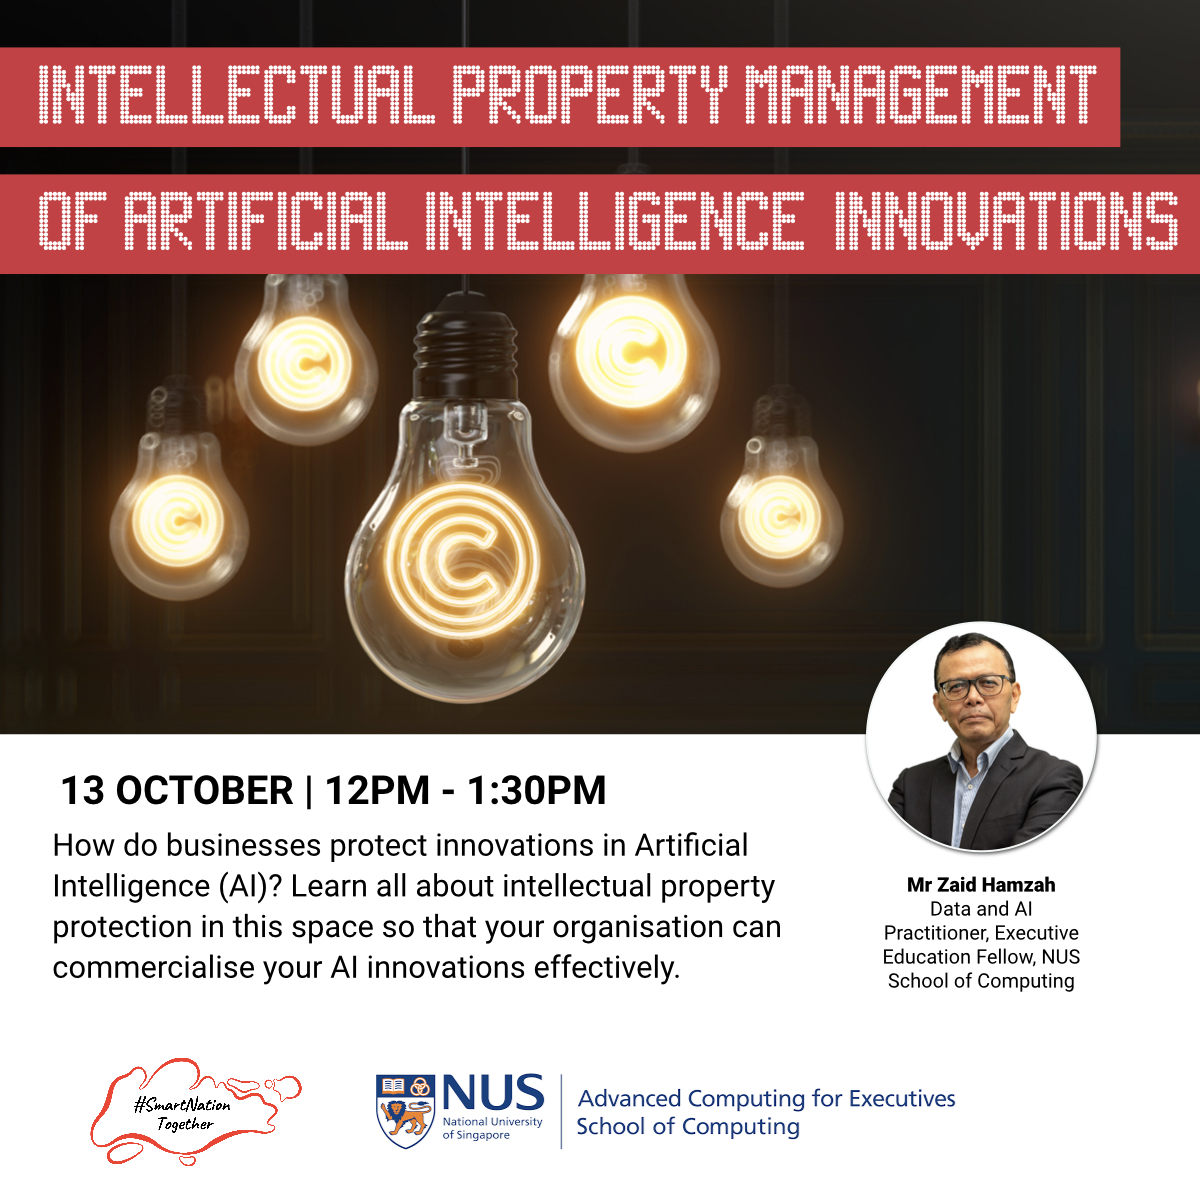 INTELLECTUAL PROPERTY MANAGEMENT
OF ARTIFICIAL INTELLIGENCE INNOVATIONS
C
C
C
C
C
13 OCTOBER | 12PM - 1:30PM
How do businesses protect innovations in Artificial
Intelligence (AI)? Learn all about intellectual property
protection in this space so that your organisation can
commercialise your AI innovations effectively.
Mr Zaid Hamzah
Data and AI
Practitioner, Executive
Education Fellow, NUS
School of Computing
#SmartNation
Together
NUS
National University
of Singapore
Advanced Computing for Executives
School of Computing